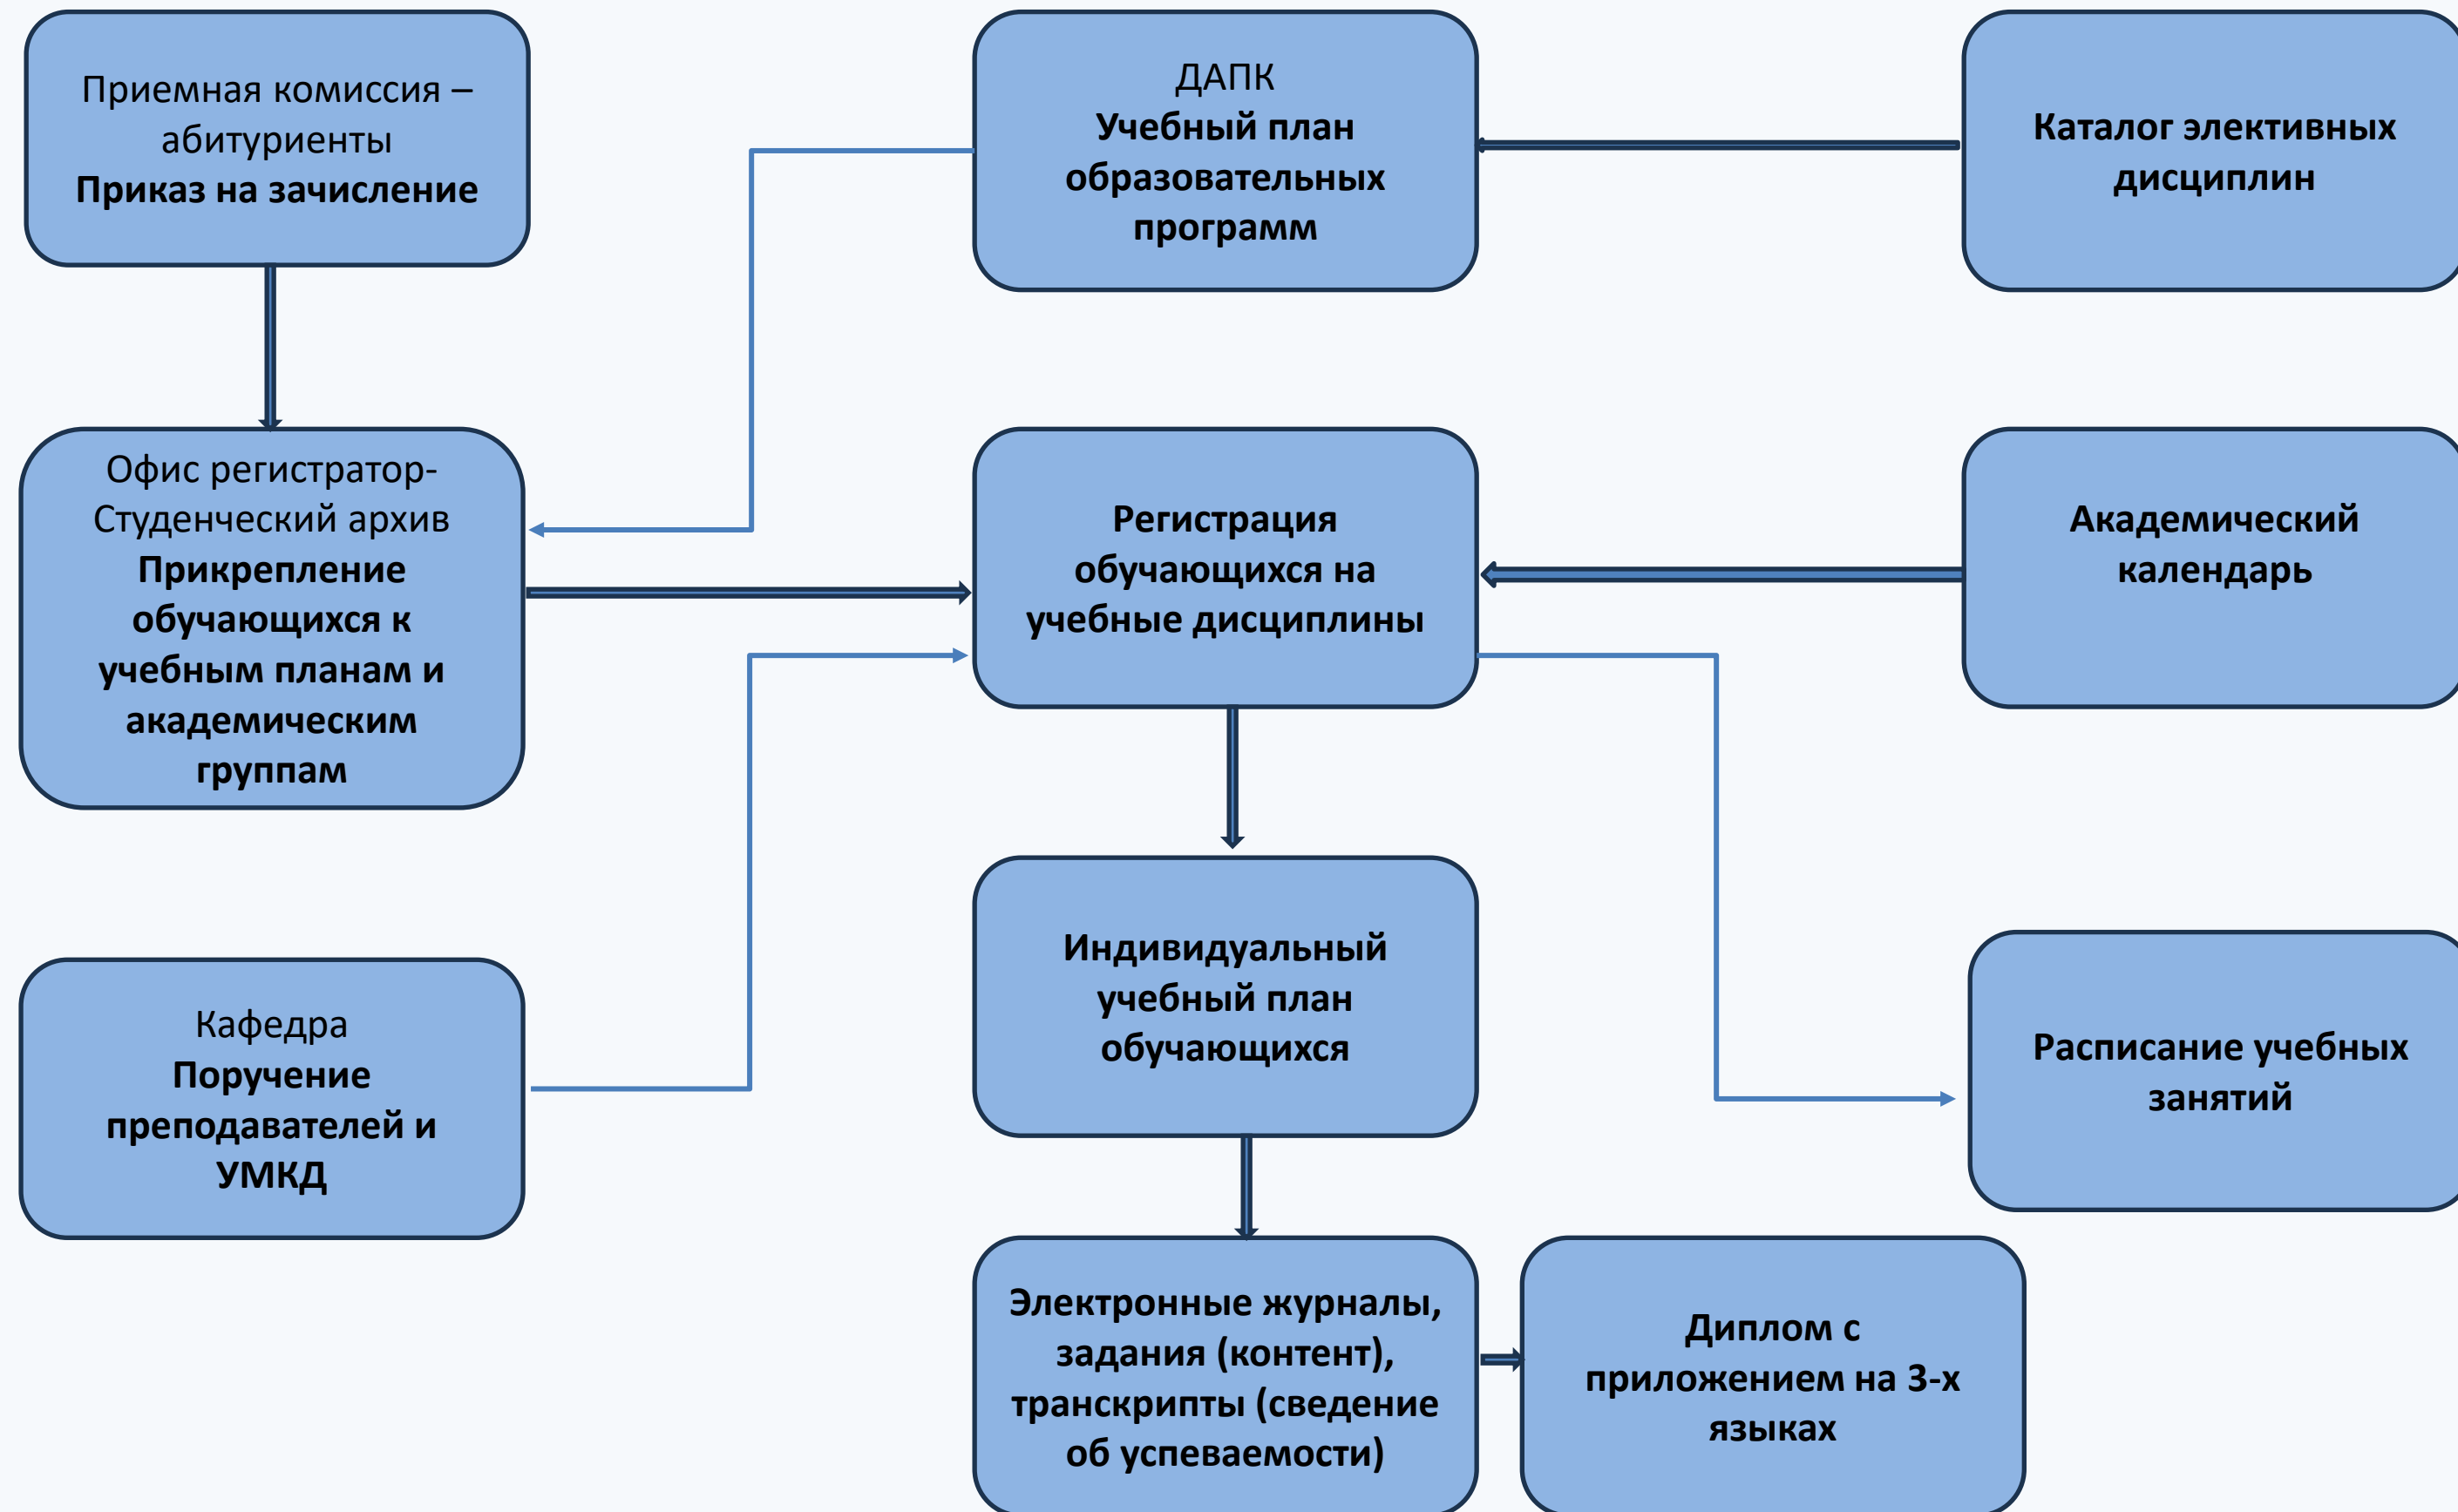 Приемная комиссия –
абитуриенты
Приказ на зачисление
ДАПК
Учебный план
образовательных
программ
Каталог элективных
дисциплин
Офис регистратор-
Студенческий архив
Прикрепление
обучающихся к
учебным планам и
академическим
группам
Регистрация
обучающихся на
учебные дисциплины
Академический
календарь
Кафедра
Поручение
преподавателей и
УМКД
Индивидуальный
учебный план
обучающихся
Расписание учебных
занятий
Электронные журналы,
задания (контент),
транскрипты (сведение
об успеваемости)
Диплом с
приложением на 3-х
языках